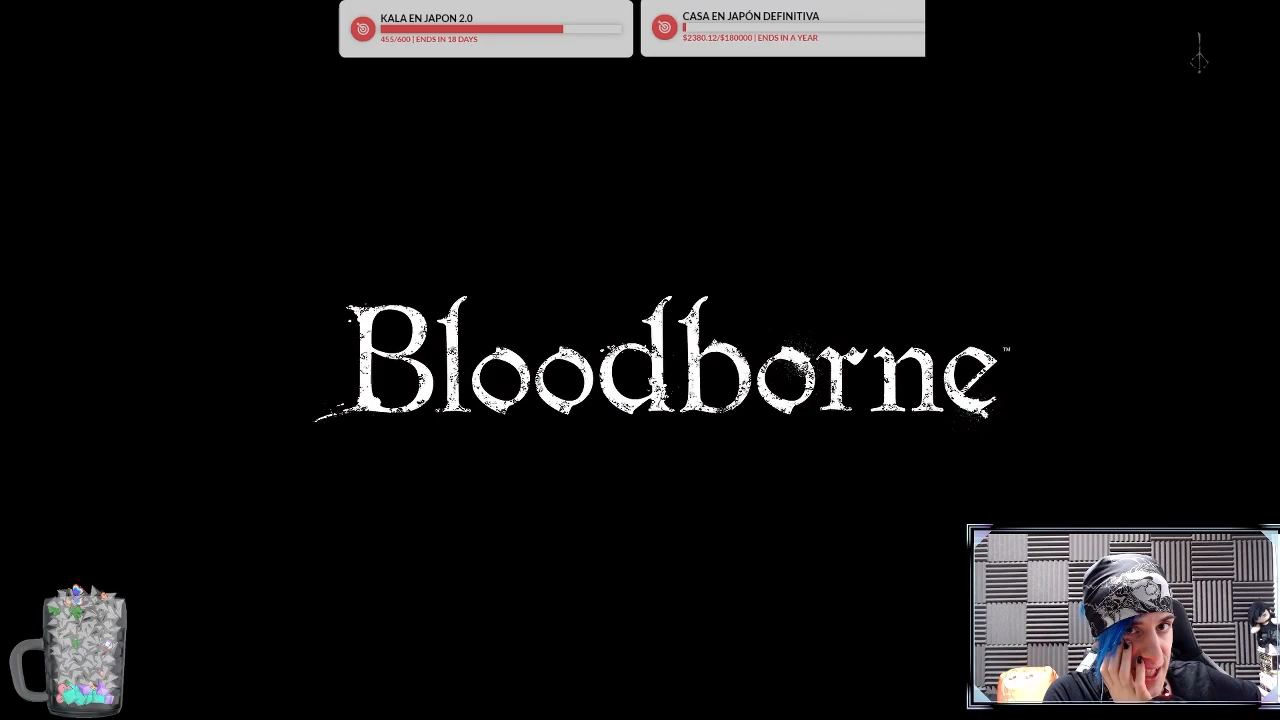 KALA EN JAPON 2.0
455/600 | ENDS IN 18 DAYS
CASA EN JAPÓN DEFINITIVA
$2380.12/$180000 | ENDS IN A YEAR
Bloodborne™